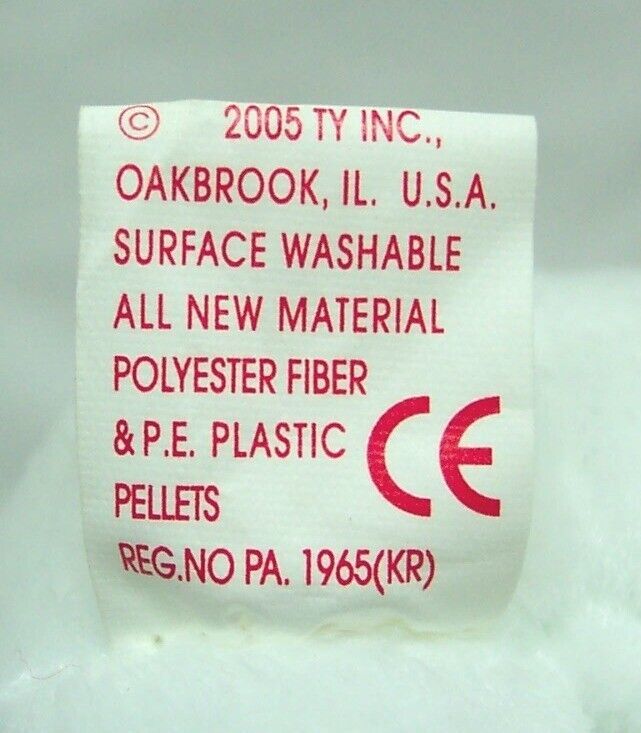 © 2005 TY INC.,
OAKBROOK, IL. U.S.A.
SURFACE WASHABLE
ALL NEW MATERIAL
POLYESTER FIBER
& P.E. PLASTIC
PELLETS
CE
REG.NO PA. 1965(KR)